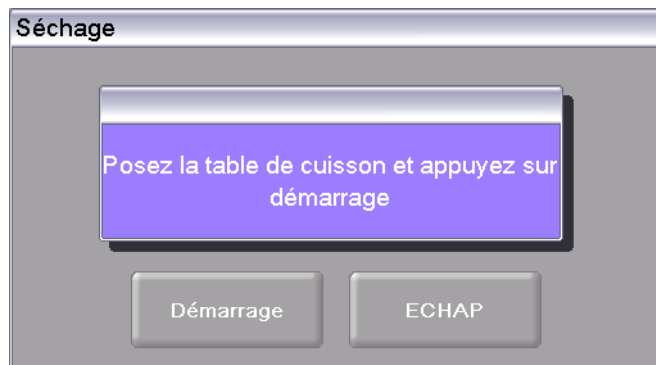 Séchage
Posez la table de cuisson et appuyez sur
démarrage
Démarrage
ECHAP